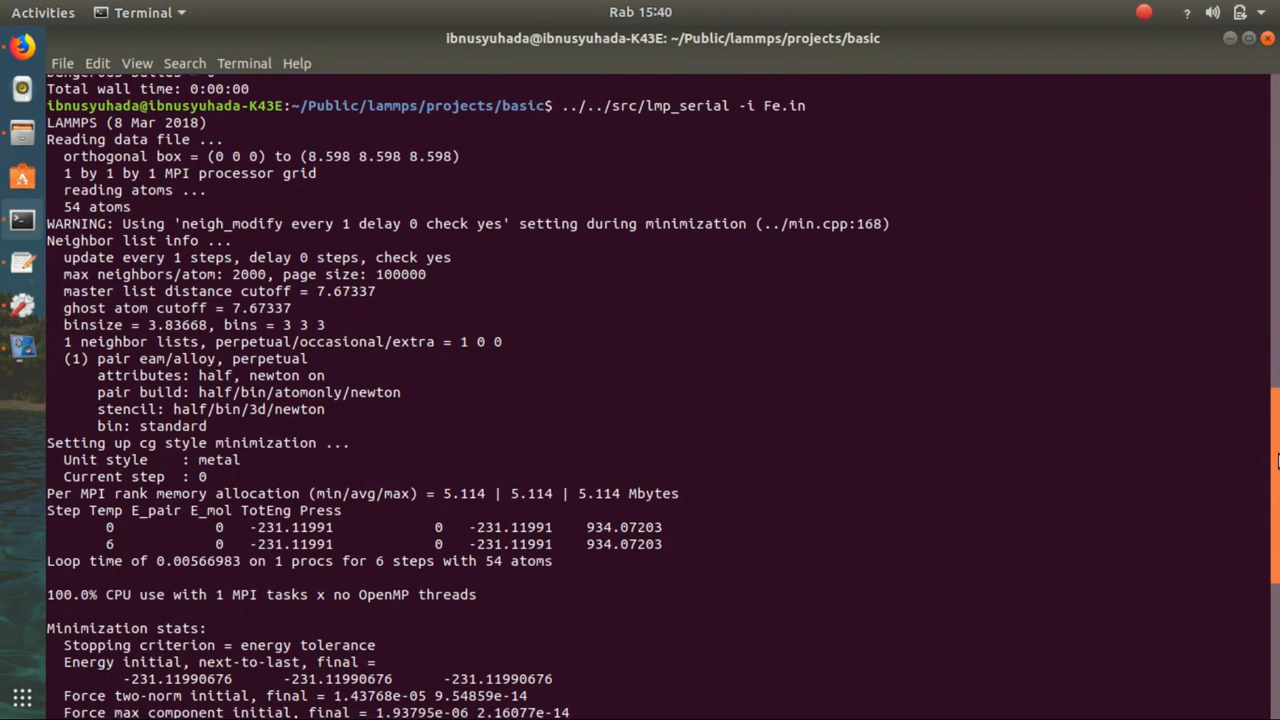 Activities Terminal Rab 15:40 ?
ibnusyuhada@ibnusyuhada-K43E: ~/Public/lammps/projects/basic
File Edit View Search Terminal Help
Dangerous builds = 0
Total wall time: 0:00:00
ibnusyuhada@ibnusyuhada-K43E:~/Public/lammps/projects/basic$ ../../src/lmp_serial -i Fe.in
LAMMPS (8 Mar 2018)
Reading data file ...
  orthogonal box = (0 0 0) to (8.598 8.598 8.598)
  1 by 1 by 1 MPI processor grid
  reading atoms ...
  54 atoms
WARNING: Using 'neigh_modify every 1 delay 0 check yes' setting during minimization (../min.cpp:168)
Neighbor list info ...
  update every 1 steps, delay 0 steps, check yes
  max neighbors/atom: 2000, page size: 100000
  master list distance cutoff = 7.67337
  ghost atom cutoff = 7.67337
  binsize = 3.83668, bins = 3 3 3
  1 neighbor lists, perpetual/occasional/extra = 1 0 0
  (1) pair eam/alloy, perpetual
      attributes: half, newton on
      pair build: half/bin/atomonly/newton
      stencil: half/bin/3d/newton
      bin: standard
Setting up cg style minimization ...
  Unit style    : metal
  Current step  : 0
Per MPI rank memory allocation (min/avg/max) = 5.114 | 5.114 | 5.114 Mbytes
Step Temp E_pair E_mol TotEng Press
       0            0   -231.11991            0   -231.11991    934.07203
       6            0   -231.11991            0   -231.11991    934.07203
Loop time of 0.00566983 on 1 procs for 6 steps with 54 atoms
100.0% CPU use with 1 MPI tasks x no OpenMP threads
Minimization stats:
  Stopping criterion = energy tolerance
  Energy initial, next-to-last, final =
         -231.11990676      -231.11990676      -231.11990676
  Force two-norm initial, final = 1.43768e-05 9.54859e-14
  Force max component initial, final = 1.93795e-06 2.16077e-14